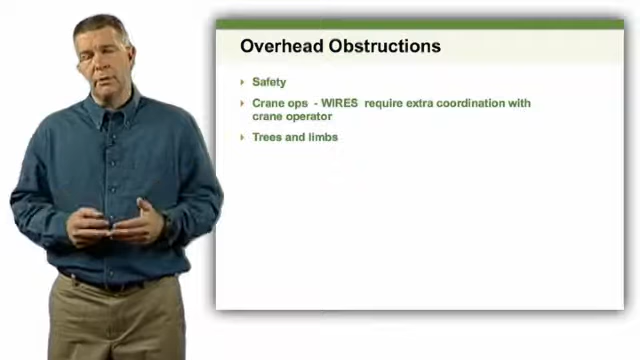 Overhead Obstructions
Safety
Crane ops - WIRES require extra coordination with
crane operator
Trees and limbs